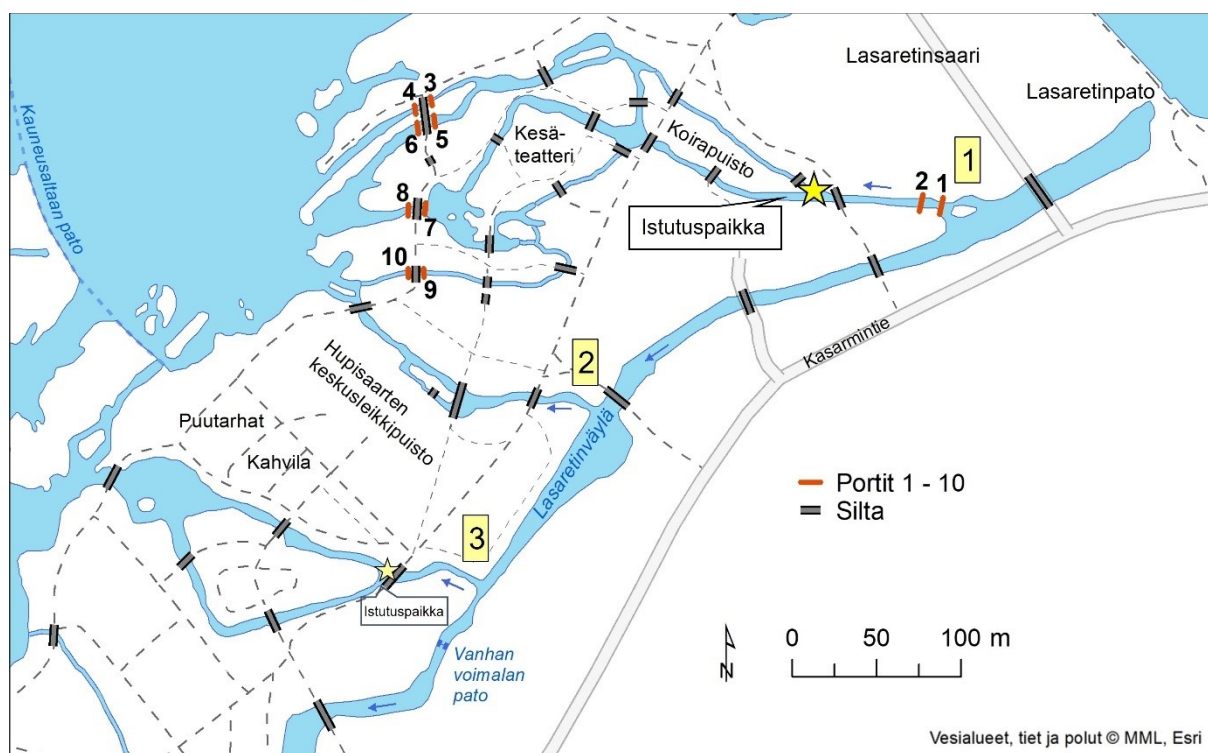 Lasaretinsaari
Lasaretinpato
Kauneusaltaan pato
4 3
6 5
Kesä-
teatteri
Koirapuisto
1
2 1
8
7
Istutuspaikka
10
9
Kasarmintie
2
Hupisaarten
keskusleikkipuisto
Puutarhat
Kahvila
Lasaretinväylä
3
Istutuspaikka
Portit 1 - 10
Silta
Vanhan
voimalan
pato
N
0 50 100 m
Vesialueet, tiet ja polut © MML, Esri